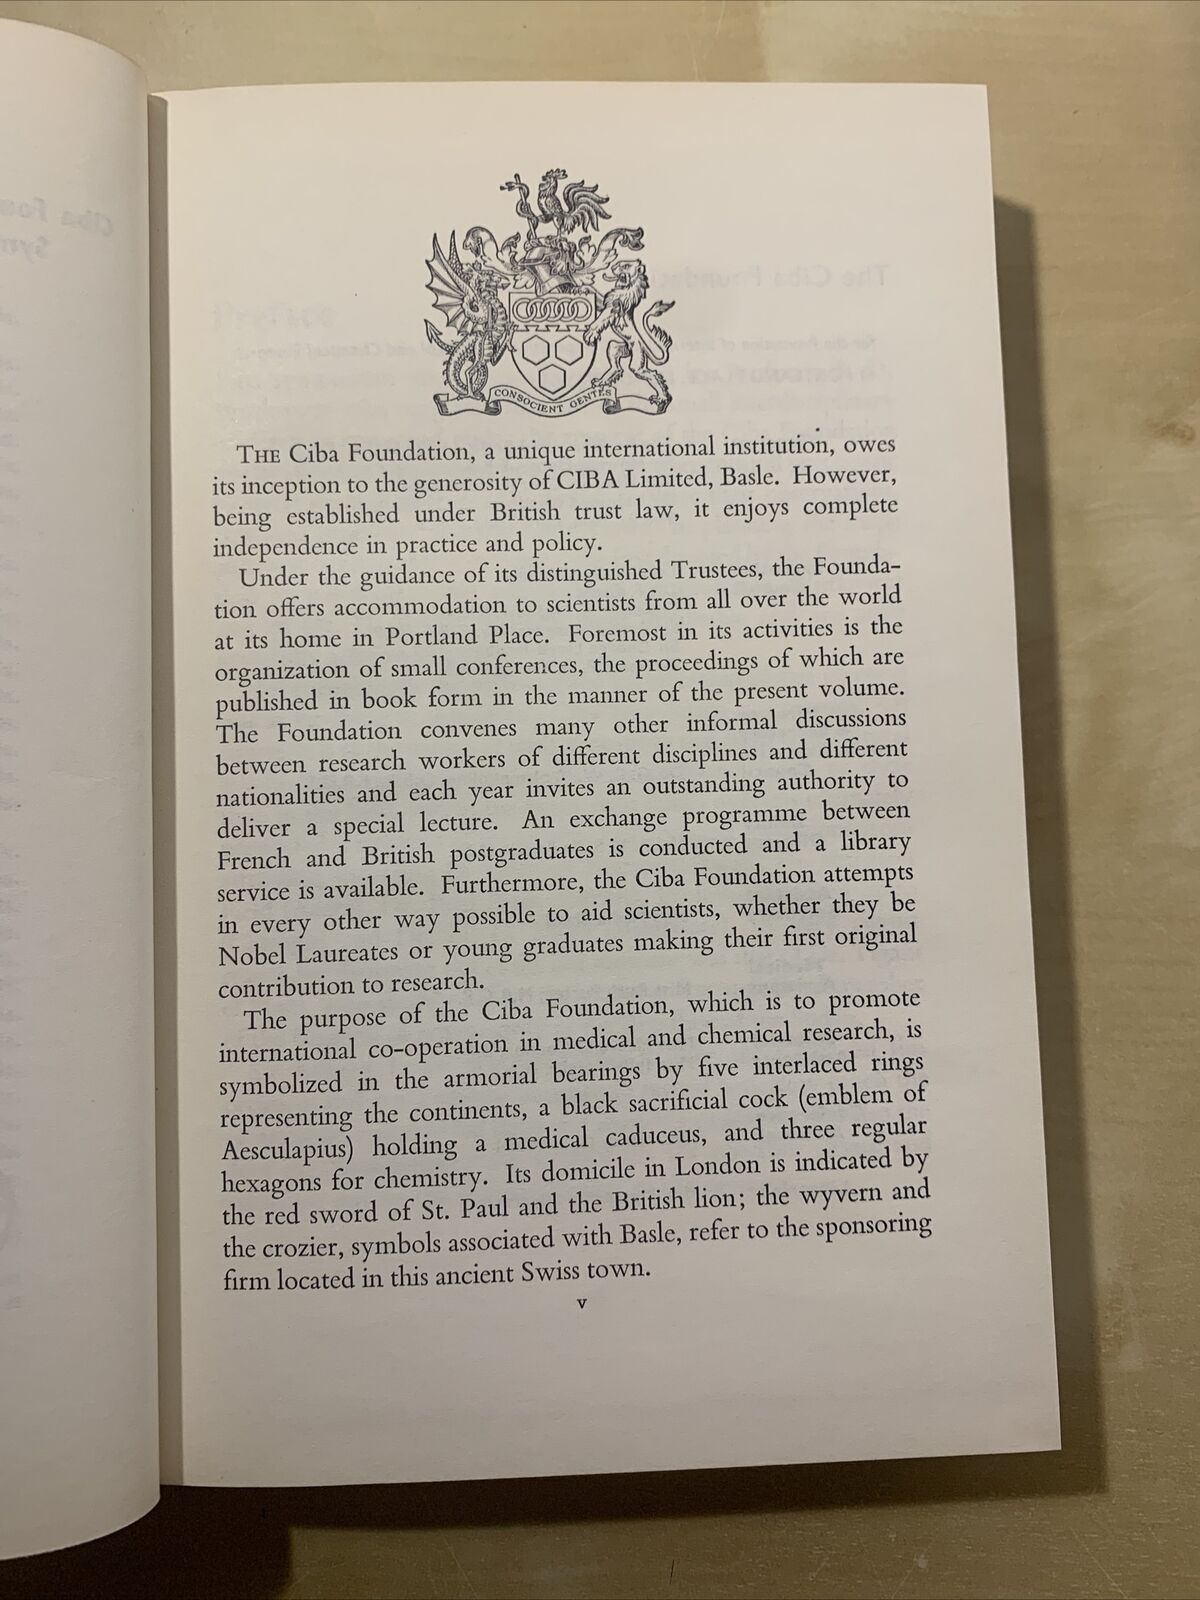 CONSOCIENT GENTES
THE Ciba Foundation, a unique international institution, owes
its inception to the generosity of CIBA Limited, Basle. However,
being established under British trust law, it enjoys complete
independence in practice and policy.
Under the guidance of its distinguished Trustees, the Founda-
tion offers accommodation to scientists from all over the world
at its home in Portland Place. Foremost in its activities is the
organization of small conferences, the proceedings of which are
published in book form in the manner of the present volume.
The Foundation convenes many other informal discussions
between research workers of different disciplines and different
nationalities and each year invites an outstanding authority to
deliver a special lecture. An exchange programme between
French and British postgraduates is conducted and a library
service is available. Furthermore, the Ciba Foundation attempts
in every other way possible to aid scientists, whether they be
Nobel Laureates or young graduates making their first original
contribution to research.
The purpose of the Ciba Foundation, which is to promote
international co-operation in medical and chemical research, is
symbolized in the armorial bearings by five interlaced rings
representing the continents, a black sacrificial cock (emblem of
Aesculapius) holding a medical caduceus, and three regular
hexagons for chemistry. Its domicile in London is indicated by
the red sword of St. Paul and the British lion; the wyvern and
the crozier, symbols associated with Basle, refer to the sponsoring
firm located in this ancient Swiss town.
v